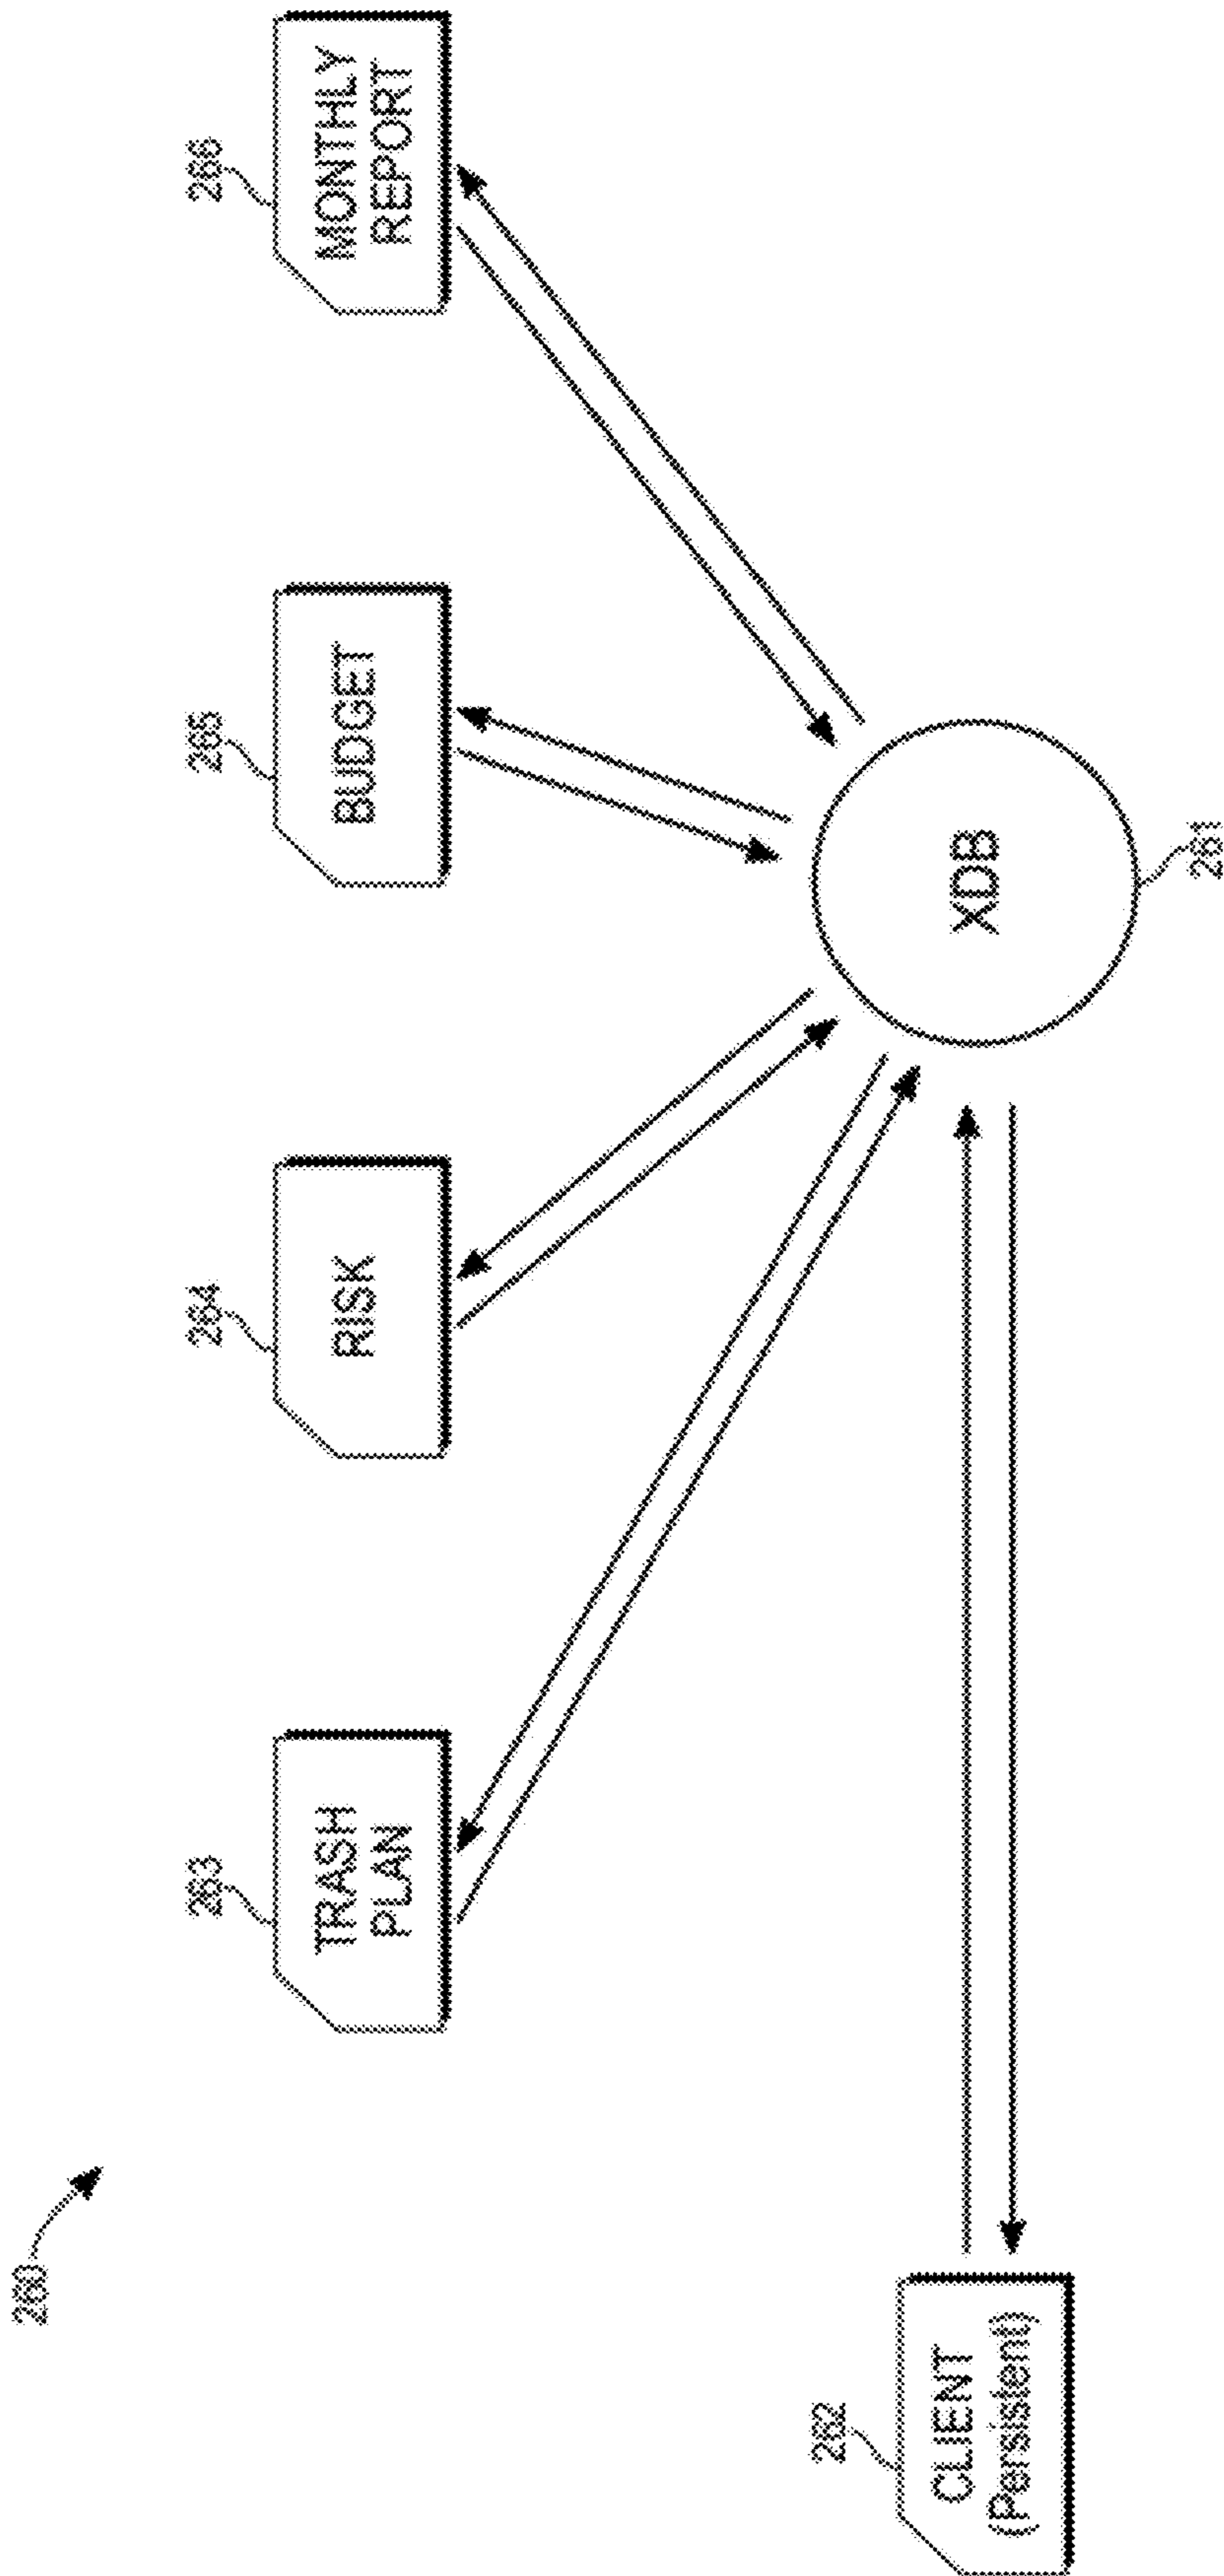 260
263
TRASH
PLAN
264
RISK
265
BUDGET
266
MONTHLY
REPORT
262
CLIENT
(Persistent)
XDB
261